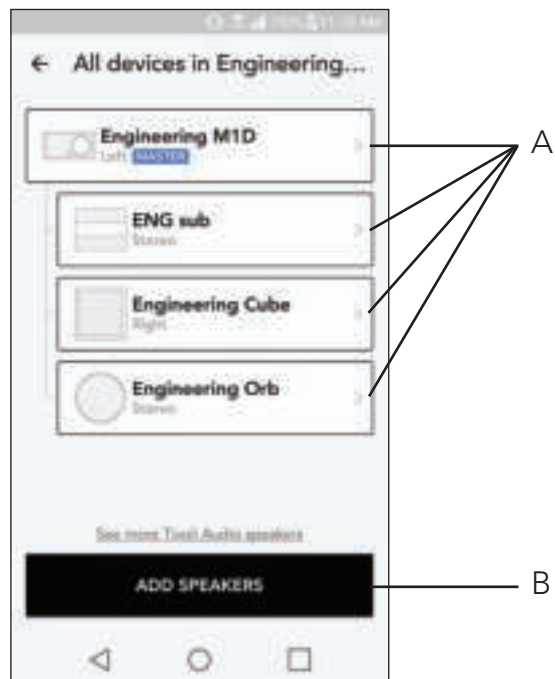 ← All devices in Engineering...
Engineering M1D
Left MASTER
A
ENG sub
Stereo
Engineering Cube
Right
Engineering Orb
Stereo
See more Tivoli Audio speakers
ADD SPEAKERS
B